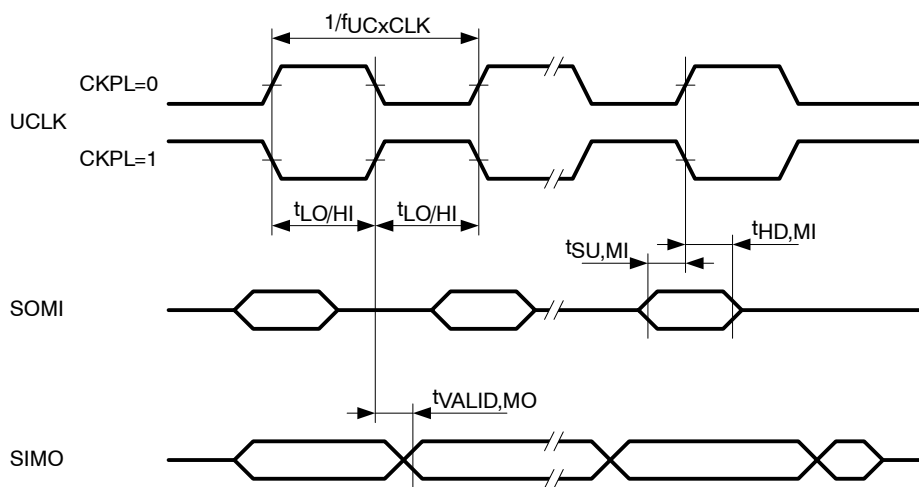 1/fUCxCLK
CKPL=0
UCLK
CKPL=1
tLO/HI tLO/HI
tHD,MI
tSU,MI
SOMI
tVALID,MO
SIMO